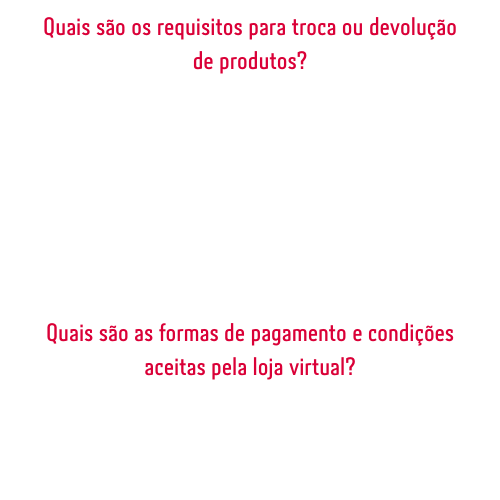 Quais são os requisitos para troca ou devolução
de produtos?
Quais são as formas de pagamento e condições
aceitas pela loja virtual?